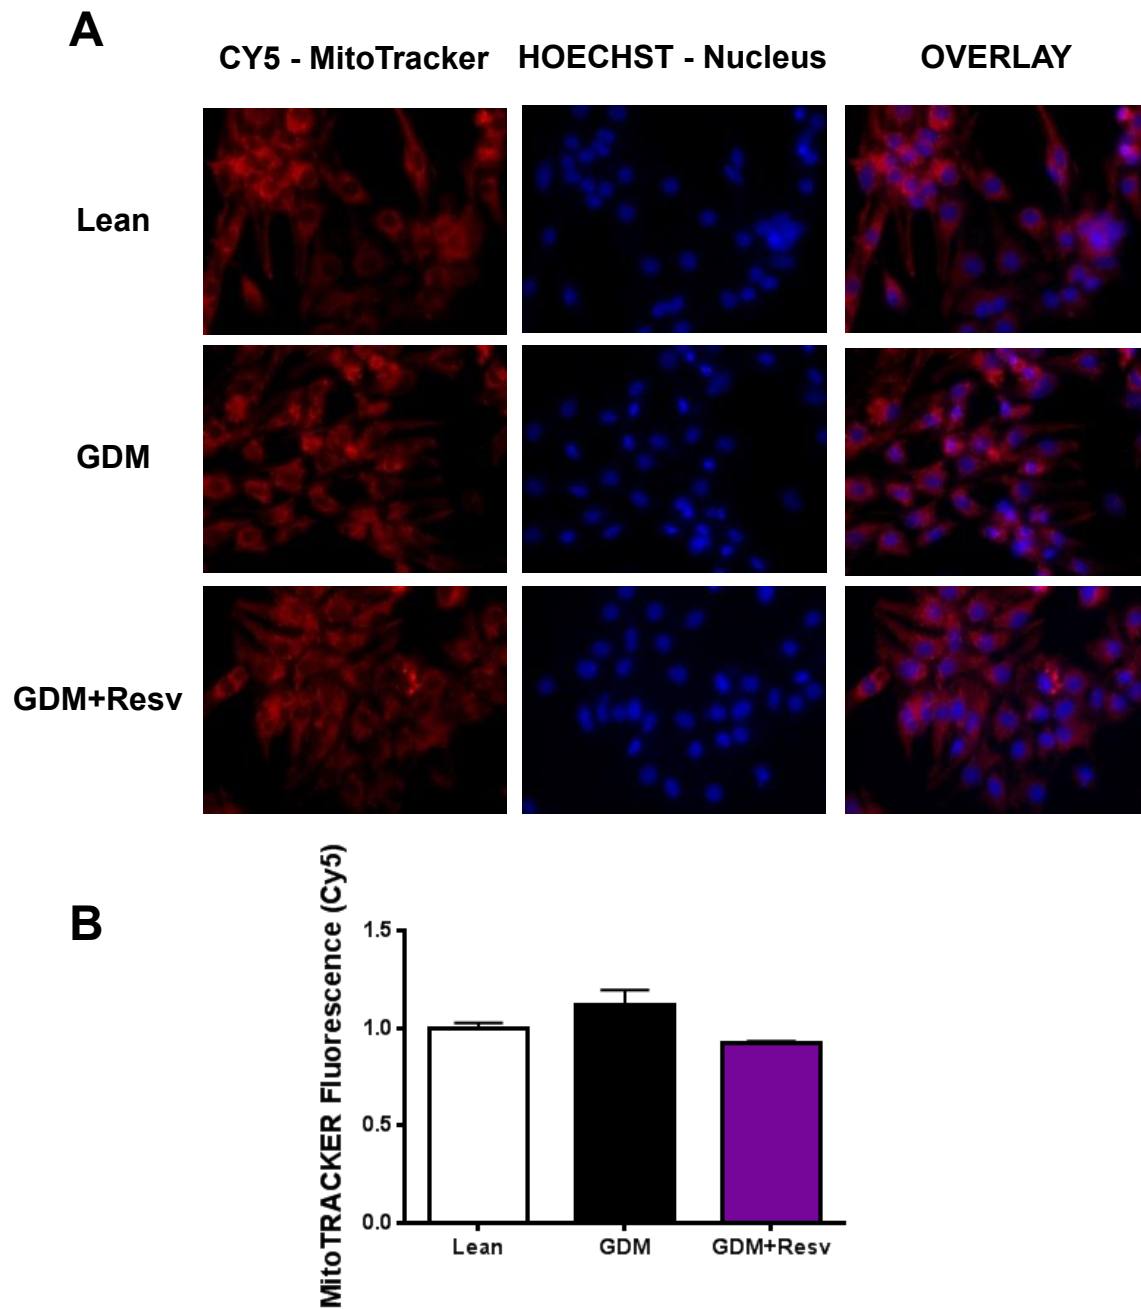 A
CY5 - MitoTracker HOECHST - Nucleus OVERLAY
Lean
GDM
GDM+Resv
B
MitoTRACKER Fluorescence (Cy5)
1.5
1.0
0.5
0.0
Lean GDM GDM+Resv